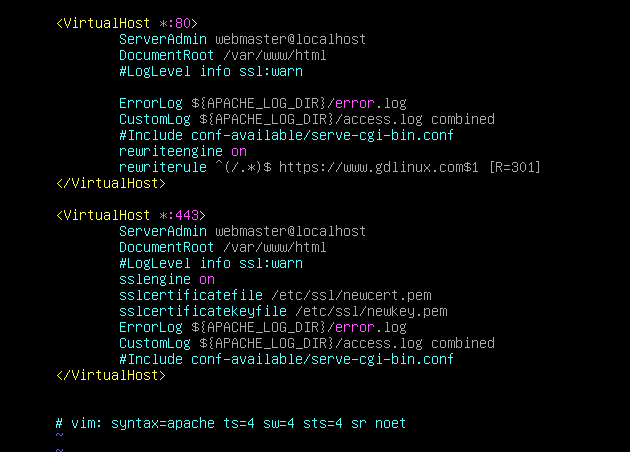 <VirtualHost *:80>
ServerAdmin webmaster@localhost
DocumentRoot /var/www/html
#LogLevel info ssl:warn
ErrorLog ${APACHE_LOG_DIR}/error.log
CustomLog ${APACHE_LOG_DIR}/access.log combined
#Include conf-available/serve-cgi-bin.conf
rewriteengine on
rewriterule ^(/.*)$ https://www.gdlinux.com$1 [R=301]
</VirtualHost>
<VirtualHost *:443>
ServerAdmin webmaster@localhost
DocumentRoot /var/www/html
#LogLevel info ssl:warn
sslengine on
sslcertificatefile /etc/ssl/newcert.pem
sslcertificatekeyfile /etc/ssl/newkey.pem
ErrorLog ${APACHE_LOG_DIR}/error.log
CustomLog ${APACHE_LOG_DIR}/access.log combined
#Include conf-available/serve-cgi-bin.conf
</VirtualHost>
# vim: syntax=apache ts=4 sw=4 sts=4 sr noet
~
~